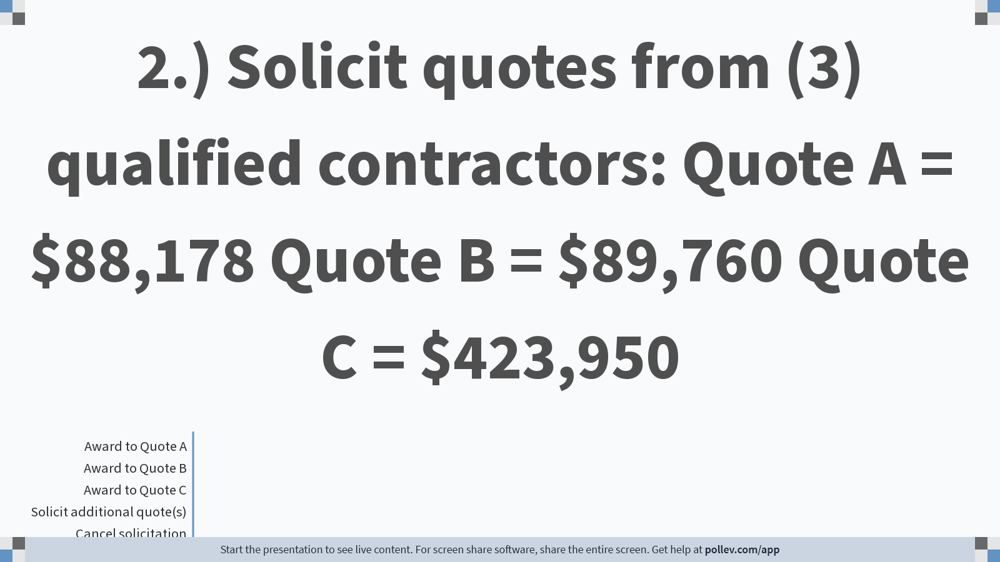 2.) Solicit quotes from (3)
qualified contractors: Quote A =
$88,178 Quote B = $89,760 Quote
C = $423,950
Award to Quote A
Award to Quote B
Award to Quote C
Solicit additional quote(s)
Cancel solicitation
Start the presentation to see live content. For screen share software, share the entire screen. Get help at pollev.com/app